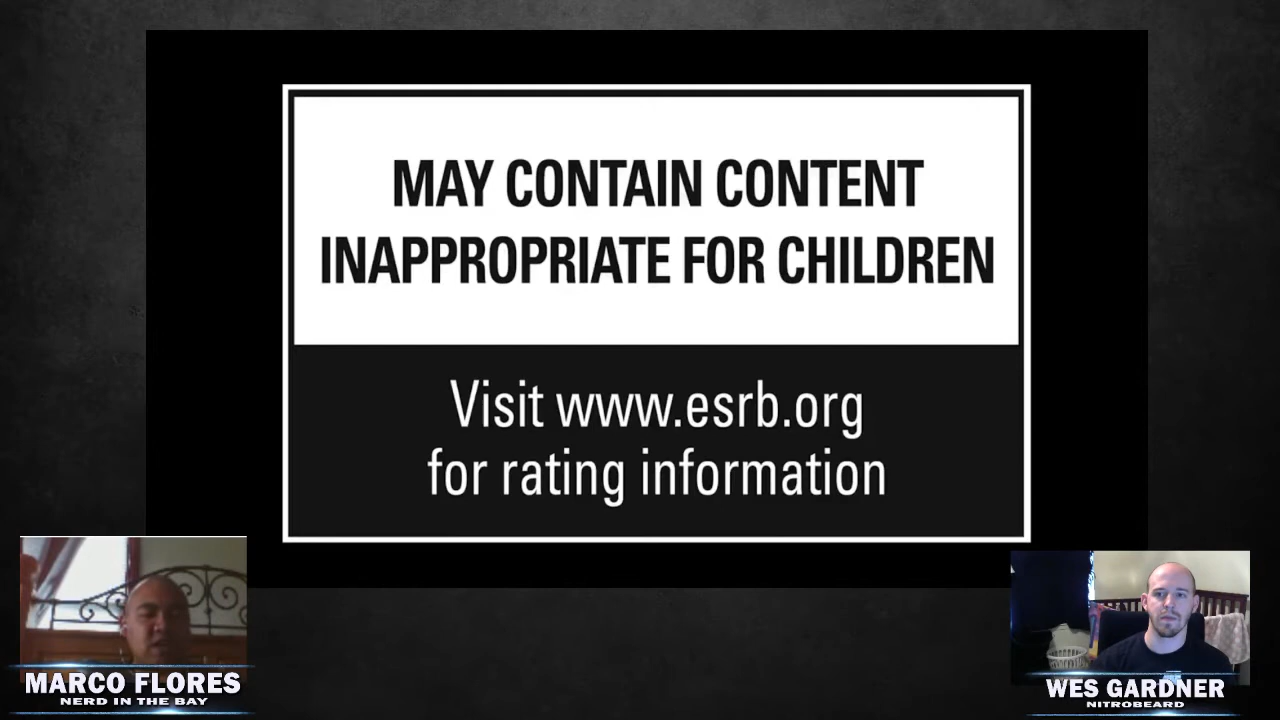 MAY CONTAIN CONTENT
INAPPROPRIATE FOR CHILDREN
Visit www.esrb.org
for rating information
MARCO FLORES
NERD IN THE BAY
WES GARDNER
NITROBEARD